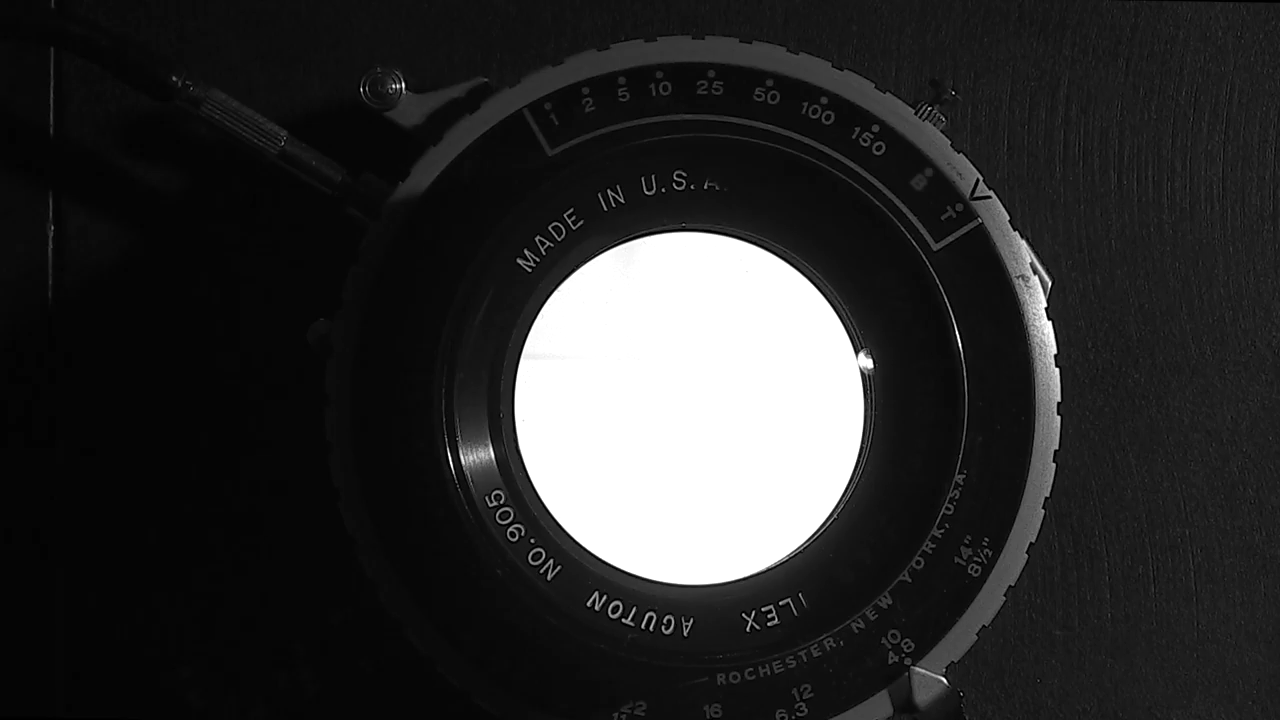 1 2 5 10 25 50 100 150 B T
V
MADE IN U.S.A.
NO. 905
ILEX ACUTON
ROCHESTER, NEW YORK, U.S.A.
14"
8½"
10
4.8
12
6.3
16